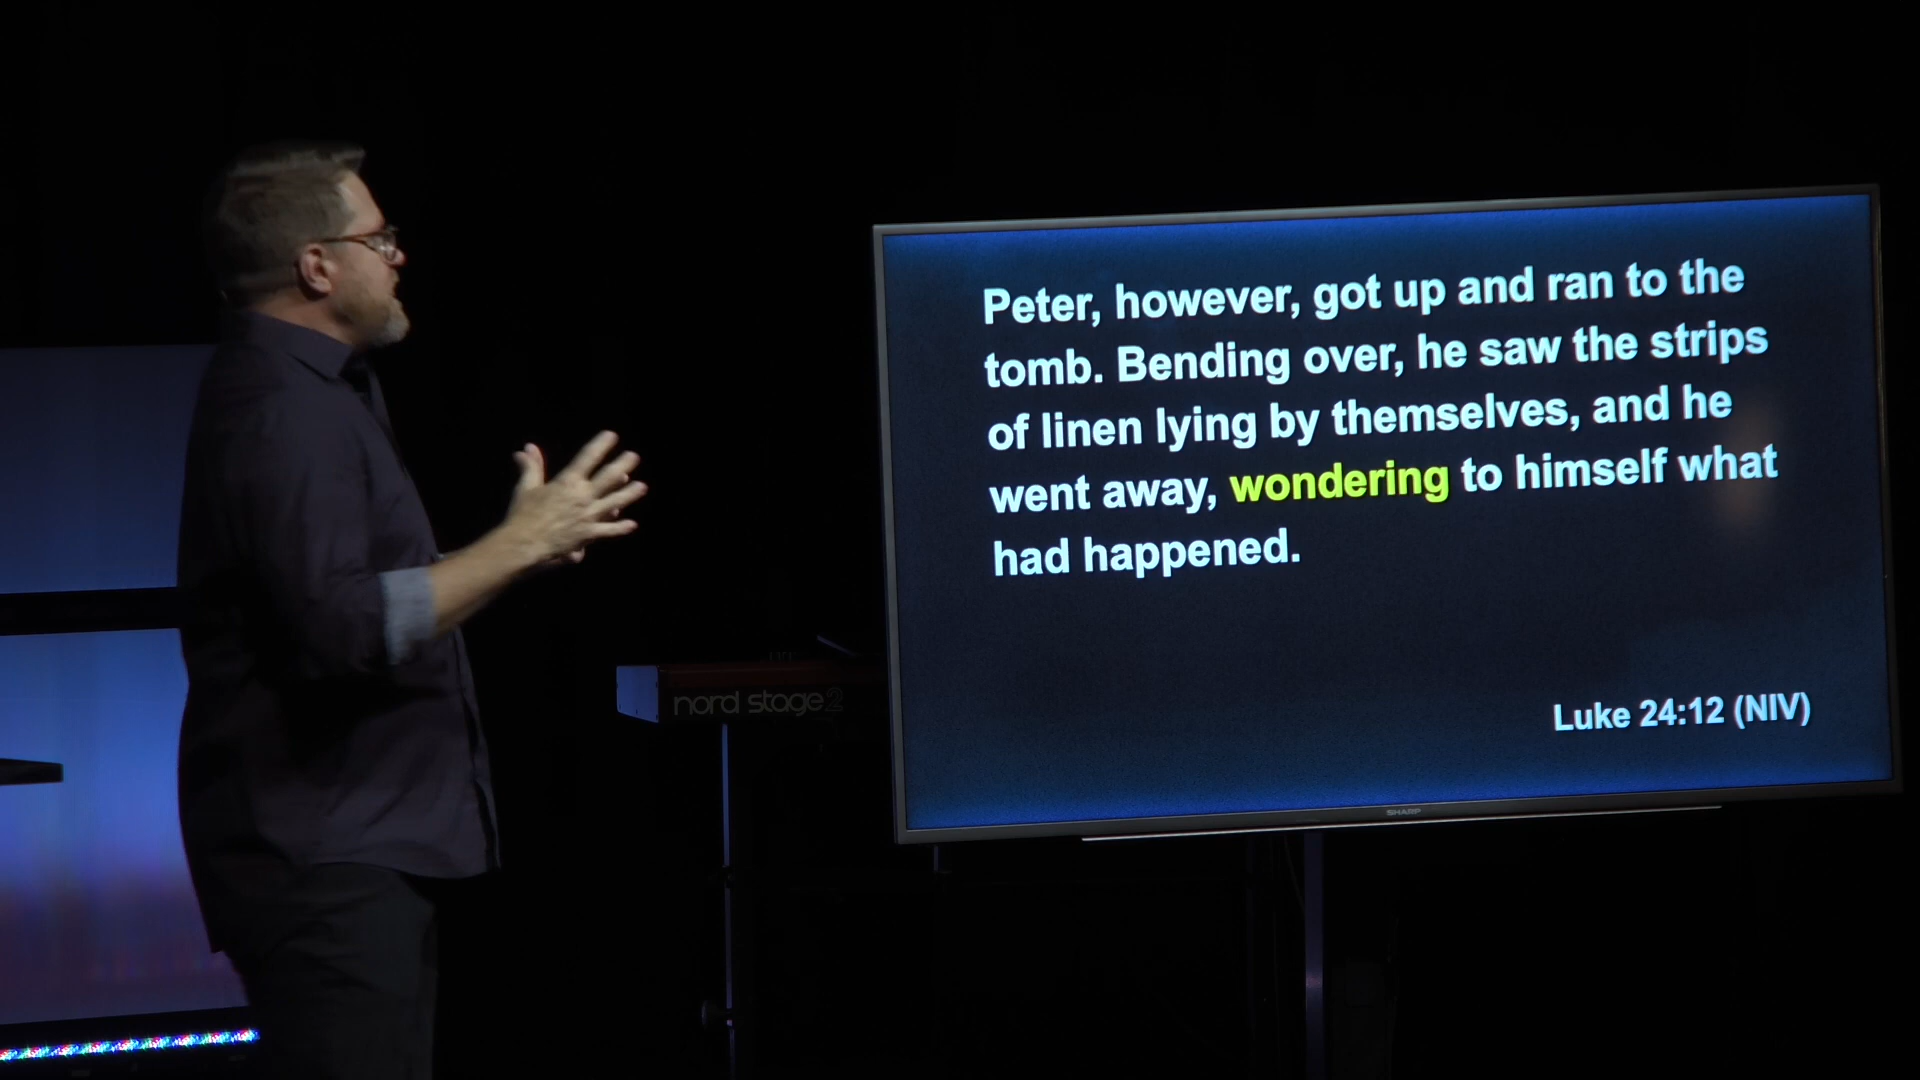 Peter, however, got up and ran to the
tomb. Bending over, he saw the strips
of linen lying by themselves, and he
went away, wondering to himself what
had happened.
Luke 24:12 (NIV)
nord stage 2
SHARP